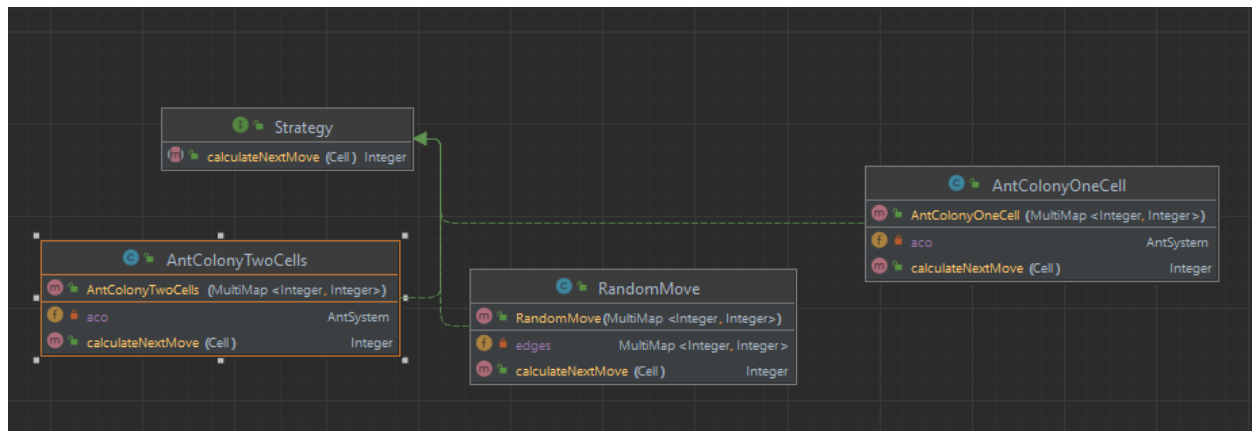 Strategy
calculateNextMove (Cell) Integer
AntColonyOneCell
AntColonyOneCell (MultiMap <Integer, Integer>)
aco AntSystem
calculateNextMove (Cell) Integer
AntColonyTwoCells
AntColonyTwoCells (MultiMap <Integer, Integer>)
aco AntSystem
calculateNextMove (Cell) Integer
RandomMove
RandomMove(MultiMap <Integer, Integer>)
edges MultiMap <Integer, Integer>
calculateNextMove (Cell) Integer